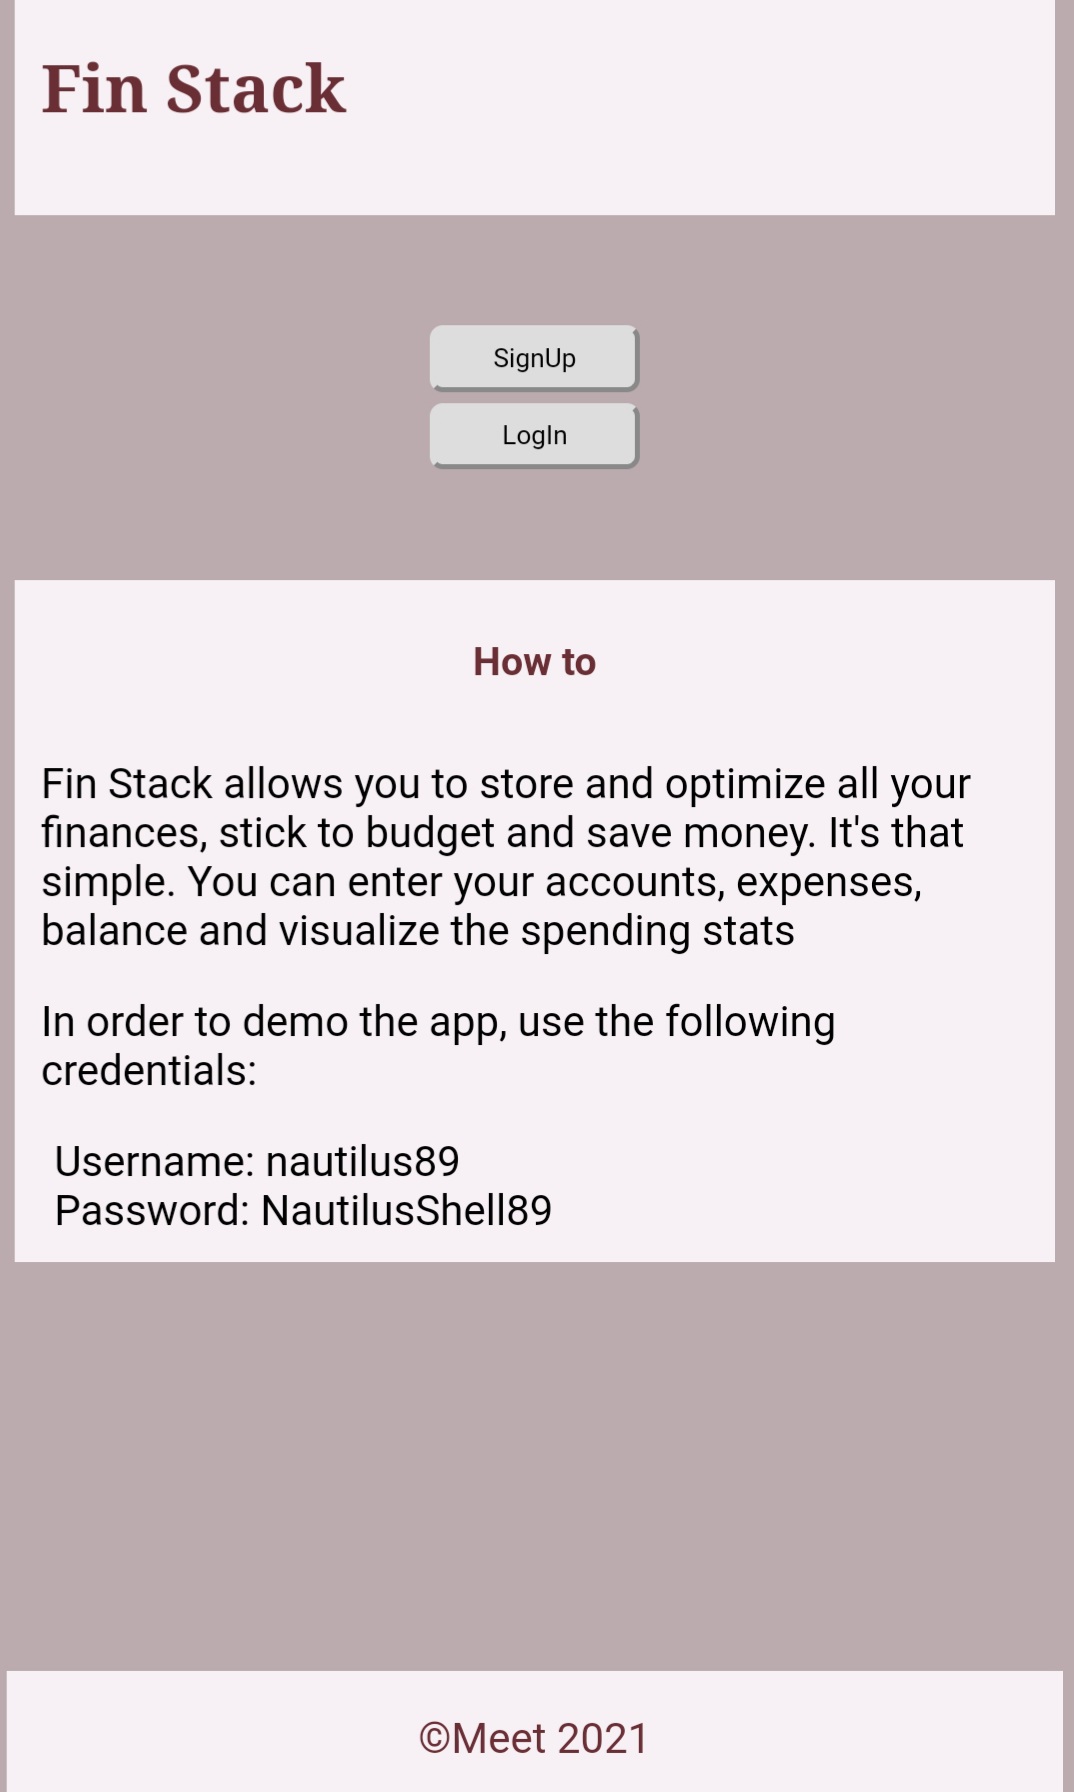 Fin Stack
SignUp
LogIn
How to
Fin Stack allows you to store and optimize all your
finances, stick to budget and save money. It's that
simple. You can enter your accounts, expenses,
balance and visualize the spending stats
In order to demo the app, use the following
credentials:
Username: nautilus89
Password: NautilusShell89
©Meet 2021